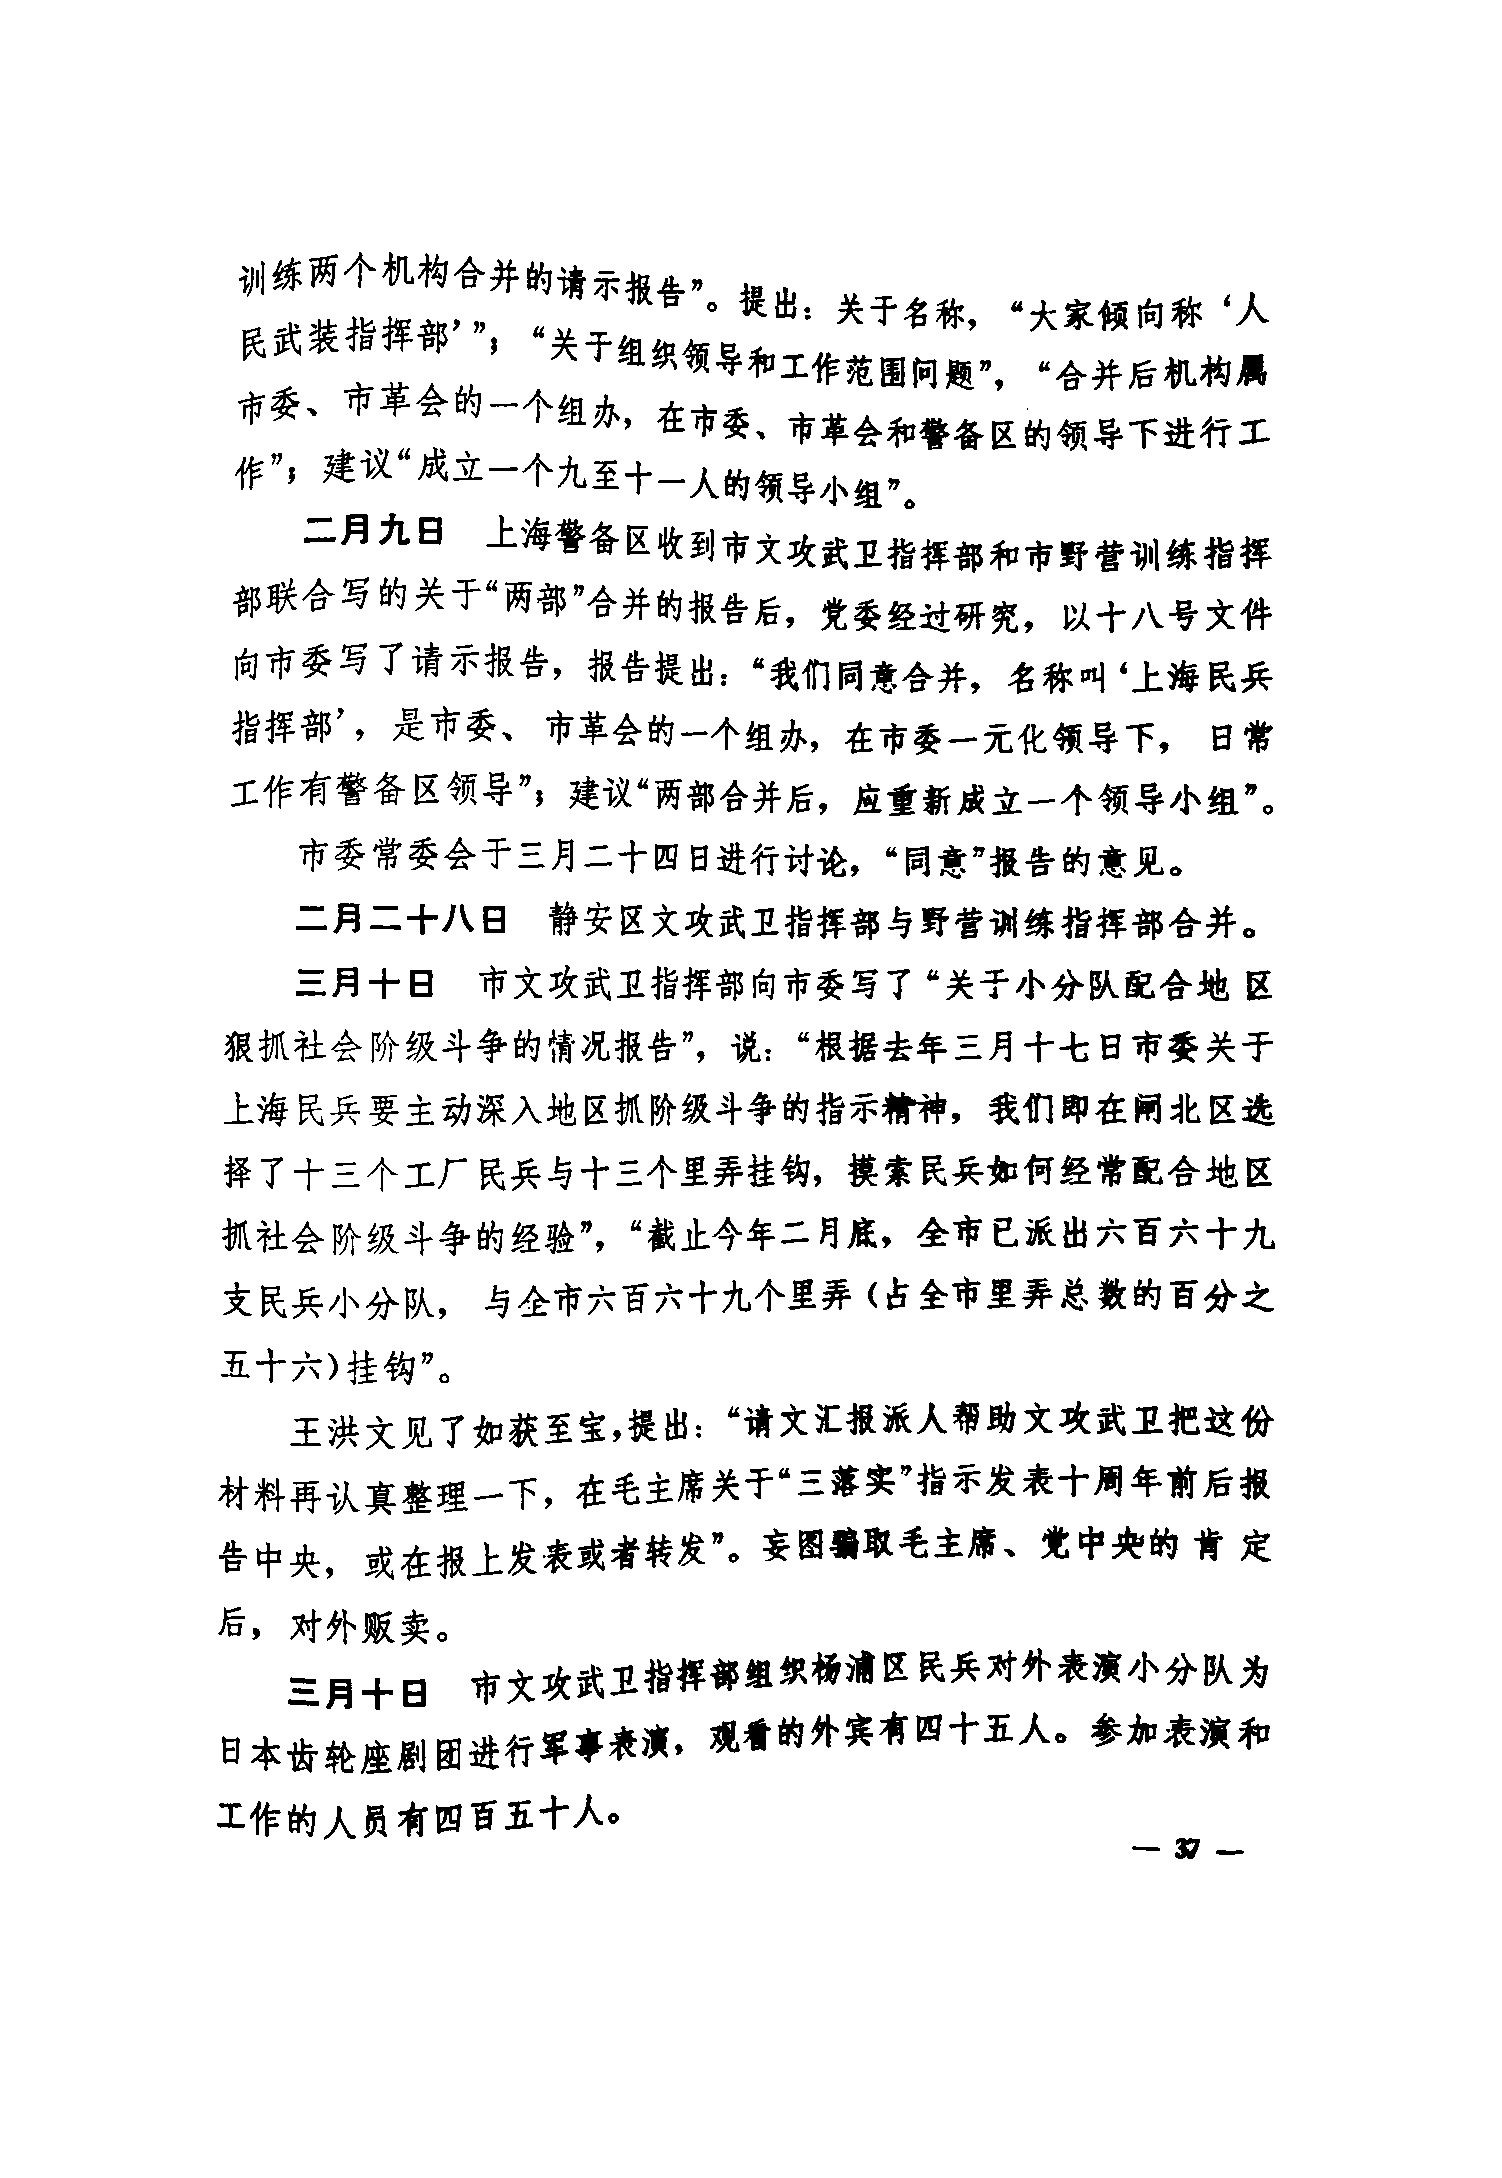 训练两个机构合并的请示报告”。提出：关于名称，“大家倾向称‘人
民武装指挥部’”；“关于组织领导和工作范围问题”，“合并后机构属
市委、市革会的一个组办，在市委、市革会和警备区的领导下进行工
作”；建议“成立一个九至十一人的领导小组”。
二月九日 上海警备区收到市文攻武卫指挥部和市野营训练指挥
部联合写的关于“两部”合并的报告后，党委经过研究，以十八号文件
向市委写了请示报告，报告提出：“我们同意合并，名称叫‘上海民兵
指挥部’，是市委、市革会的一个组办，在市委一元化领导下，日常
工作有警备区领导”；建议“两部合并后，应重新成立一个领导小组”。
市委常委会于三月二十四日进行讨论，“同意”报告的意见。
二月二十八日 静安区文攻武卫指挥部与野营训练指挥部合并。
三月十日 市文攻武卫指挥部向市委写了“关于小分队配合地区
狠抓社会阶级斗争的情况报告”，说：“根据去年三月十七日市委关于
上海民兵要主动深入地区抓阶级斗争的指示精神，我们即在闸北区选
择了十三个工厂民兵与十三个里弄挂钩，摸索民兵如何经常配合地区
抓社会阶级斗争的经验”，“截止今年二月底，全市已派出六百六十九
支民兵小分队，与全市六百六十九个里弄（占全市里弄总数的百分之
五十六）挂钩”。
王洪文见了如获至宝，提出：“请文汇报派人帮助文攻武卫把这份
材料再认真整理一下，在毛主席关于“三落实”指示发表十周年前后报
告中央，或在报上发表或者转发”。妄图骗取毛主席、党中央的肯定
后，对外贩卖。
三月十日 市文攻武卫指挥部组织杨浦区民兵对外表演小分队为
日本齿轮座剧团进行军事表演，观看的外宾有四十五人。参加表演和
工作的人员有四百五十人。
— 37 —